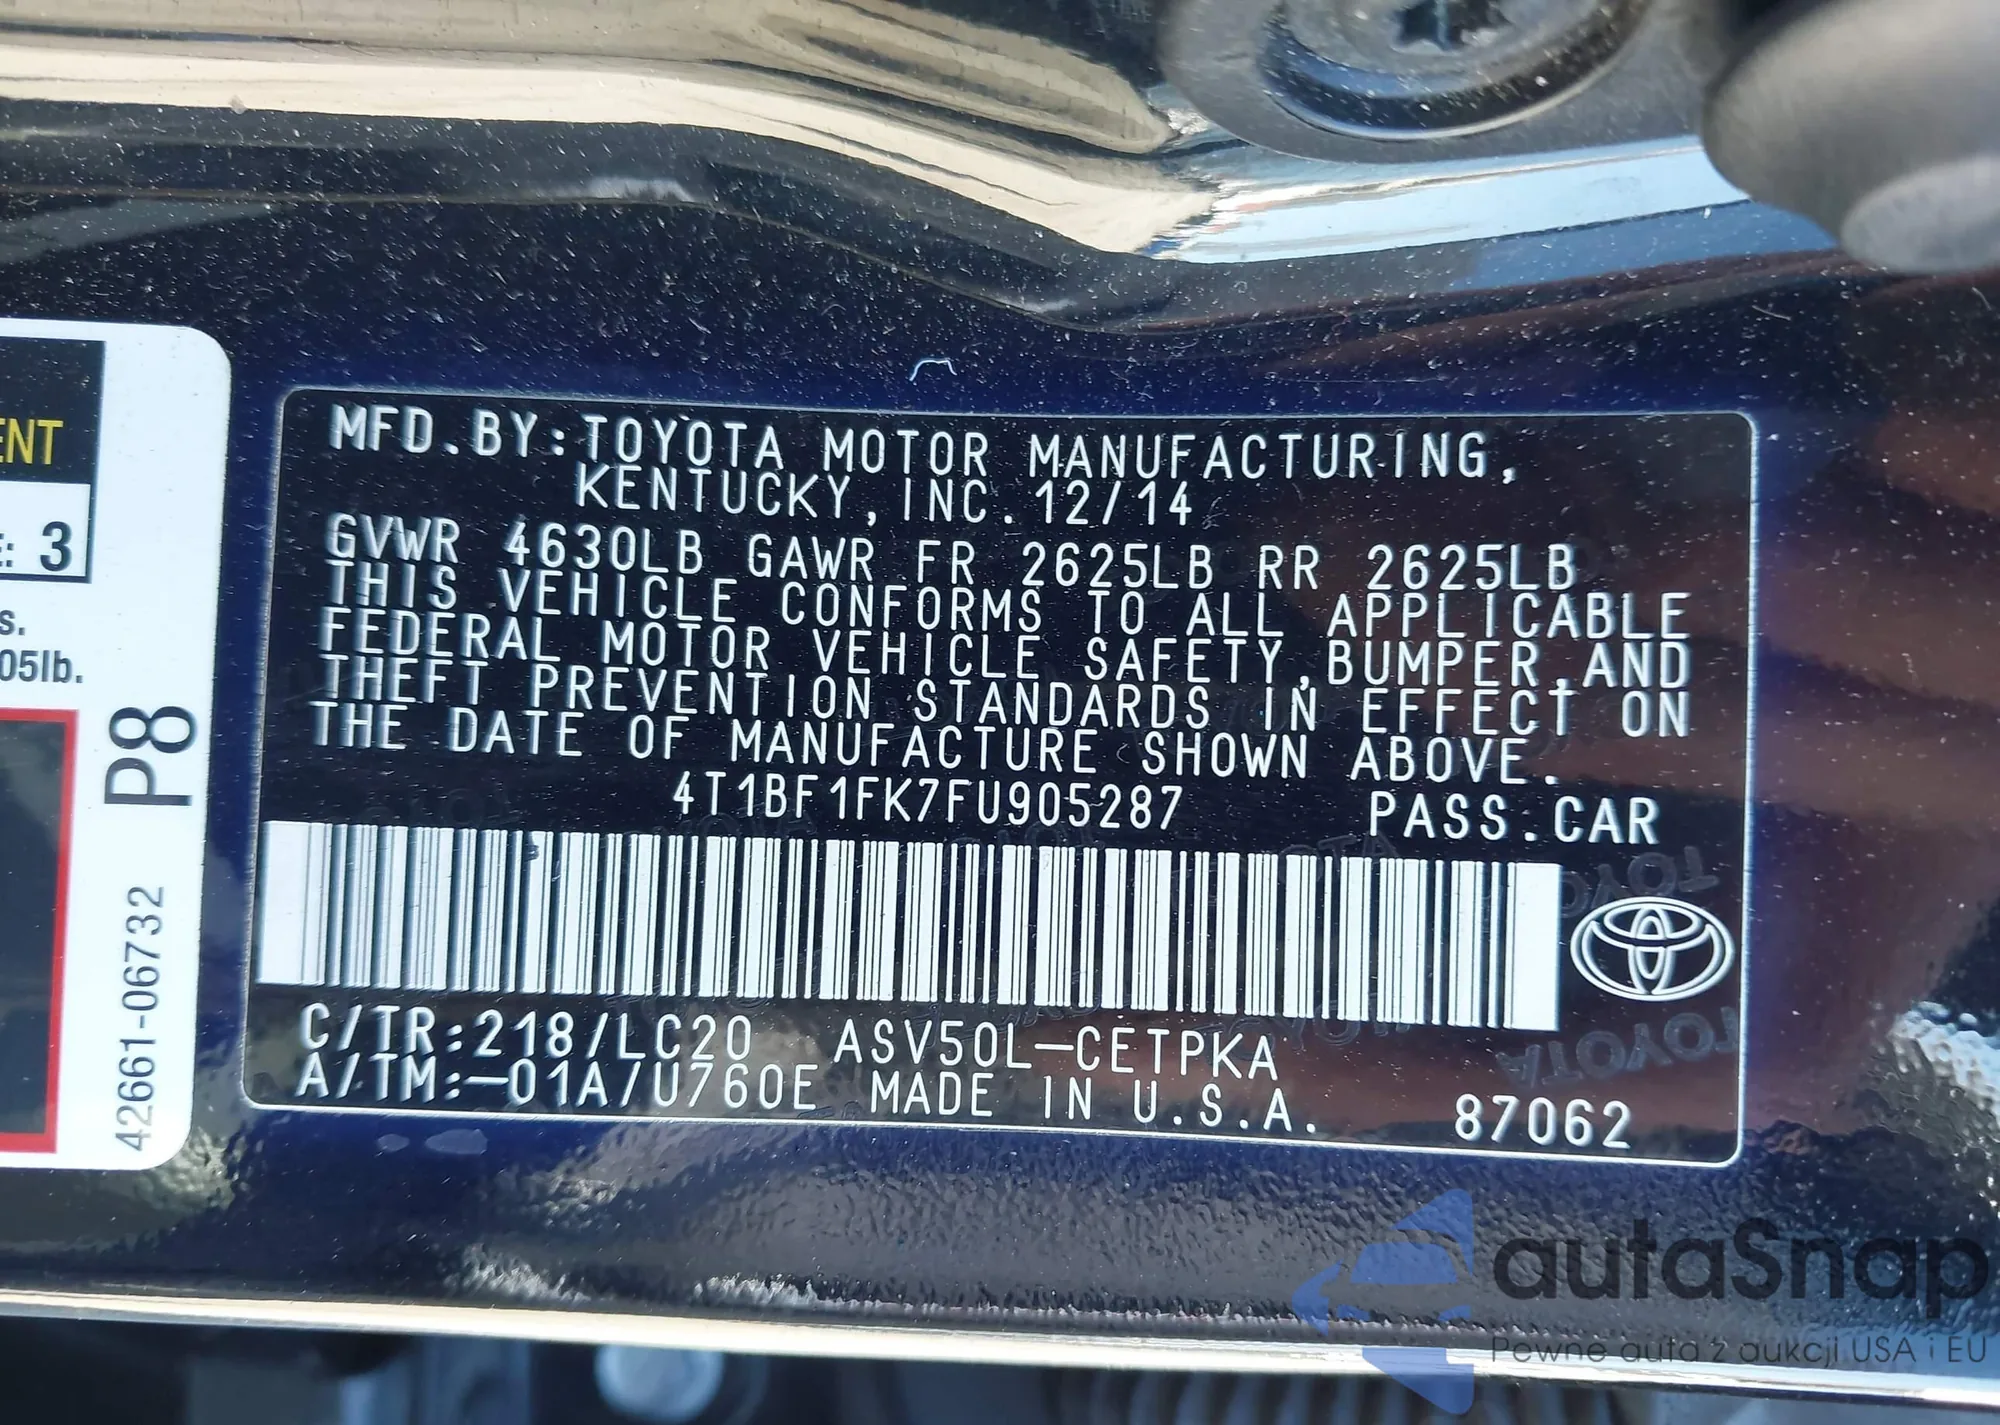 ENT
E: 3
s.
05lb.
P8
42661-06732
MFD.BY:TOYOTA MOTOR MANUFACTURING,
KENTUCKY, INC. 12/14
GVWR 4630LB GAWR FR 2625LB RR 2625LB
THIS VEHICLE CONFORMS TO ALL APPLICABLE
FEDERAL MOTOR VEHICLE SAFETY,BUMPER,AND
THEFT PREVENTION STANDARDS IN EFFECT ON
THE DATE OF MANUFACTURE SHOWN ABOVE.
4T1BF1FK7FU905287 PASS.CAR
C/TR:218/LC20 ASV50L-CETPKA
A/TM:-01A/U760E MADE IN U.S.A. 87062
TOYOTA
TOYOTA
TOYOTA
autaSnap
Pewne auta z aukcji USA i EU